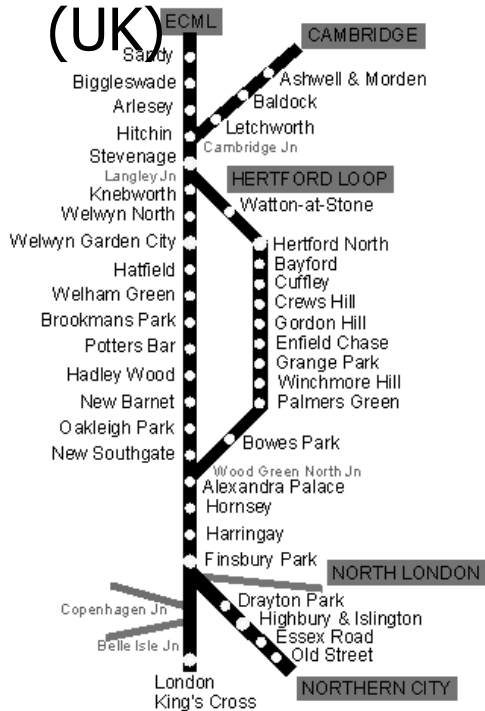 (UK)
ECML
CAMBRIDGE
Sandy
Biggleswade
Ashwell & Morden
Arlesey
Baldock
Hitchin
Letchworth
Cambridge Jn
Stevenage
Langley Jn
HERTFORD LOOP
Knebworth
Watton-at-Stone
Welwyn North
Welwyn Garden City
Hertford North
Bayford
Hatfield
Cuffley
Welham Green
Crews Hill
Brookmans Park
Gordon Hill
Potters Bar
Enfield Chase
Grange Park
Hadley Wood
Winchmore Hill
New Barnet
Palmers Green
Oakleigh Park
Bowes Park
New Southgate
Wood Green North Jn
Alexandra Palace
Hornsey
Harringay
Finsbury Park
NORTH LONDON
Drayton Park
Copenhagen Jn
Highbury & Islington
Essex Road
Belle Isle Jn
Old Street
London
King's Cross
NORTHERN CITY